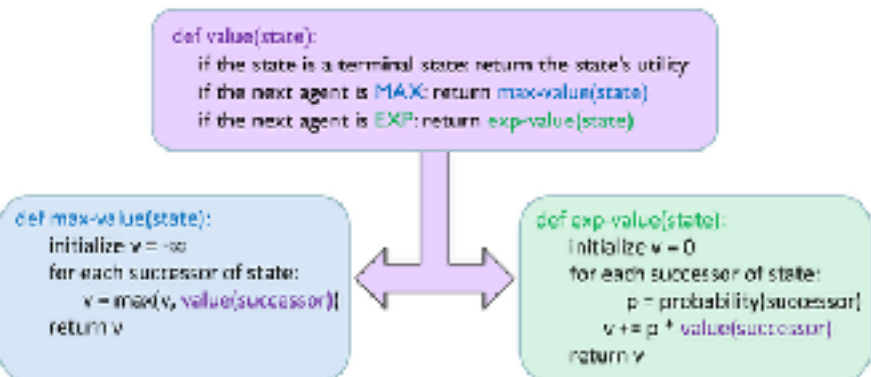 def value(state):
if the state is a terminal state: return the state's utility
if the next agent is MAX: return max-value(state)
if the next agent is EXP: return exp-value(state)
def max-value(state):
initialize v = -∞
for each successor of state:
v = max(v, value(successor))
return v
def exp-value(state):
initialize v = 0
for each successor of state:
p = probability(successor)
v += p * value(successor)
return v